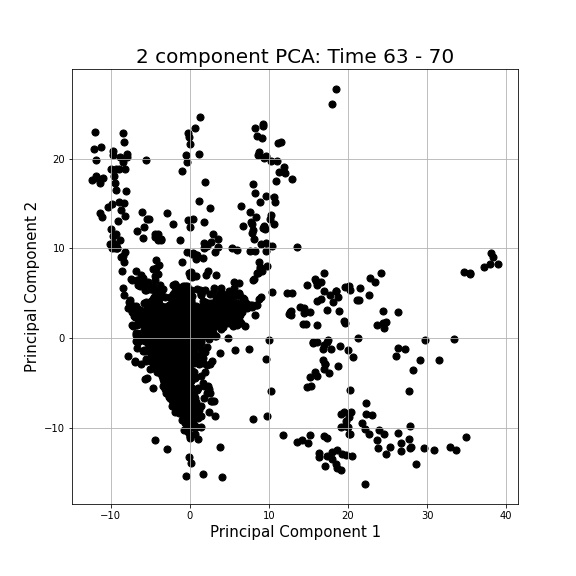 2 component PCA: Time 63 - 70
Principal Component 2
20
10
0
−10
−10 0 10 20 30 40
Principal Component 1